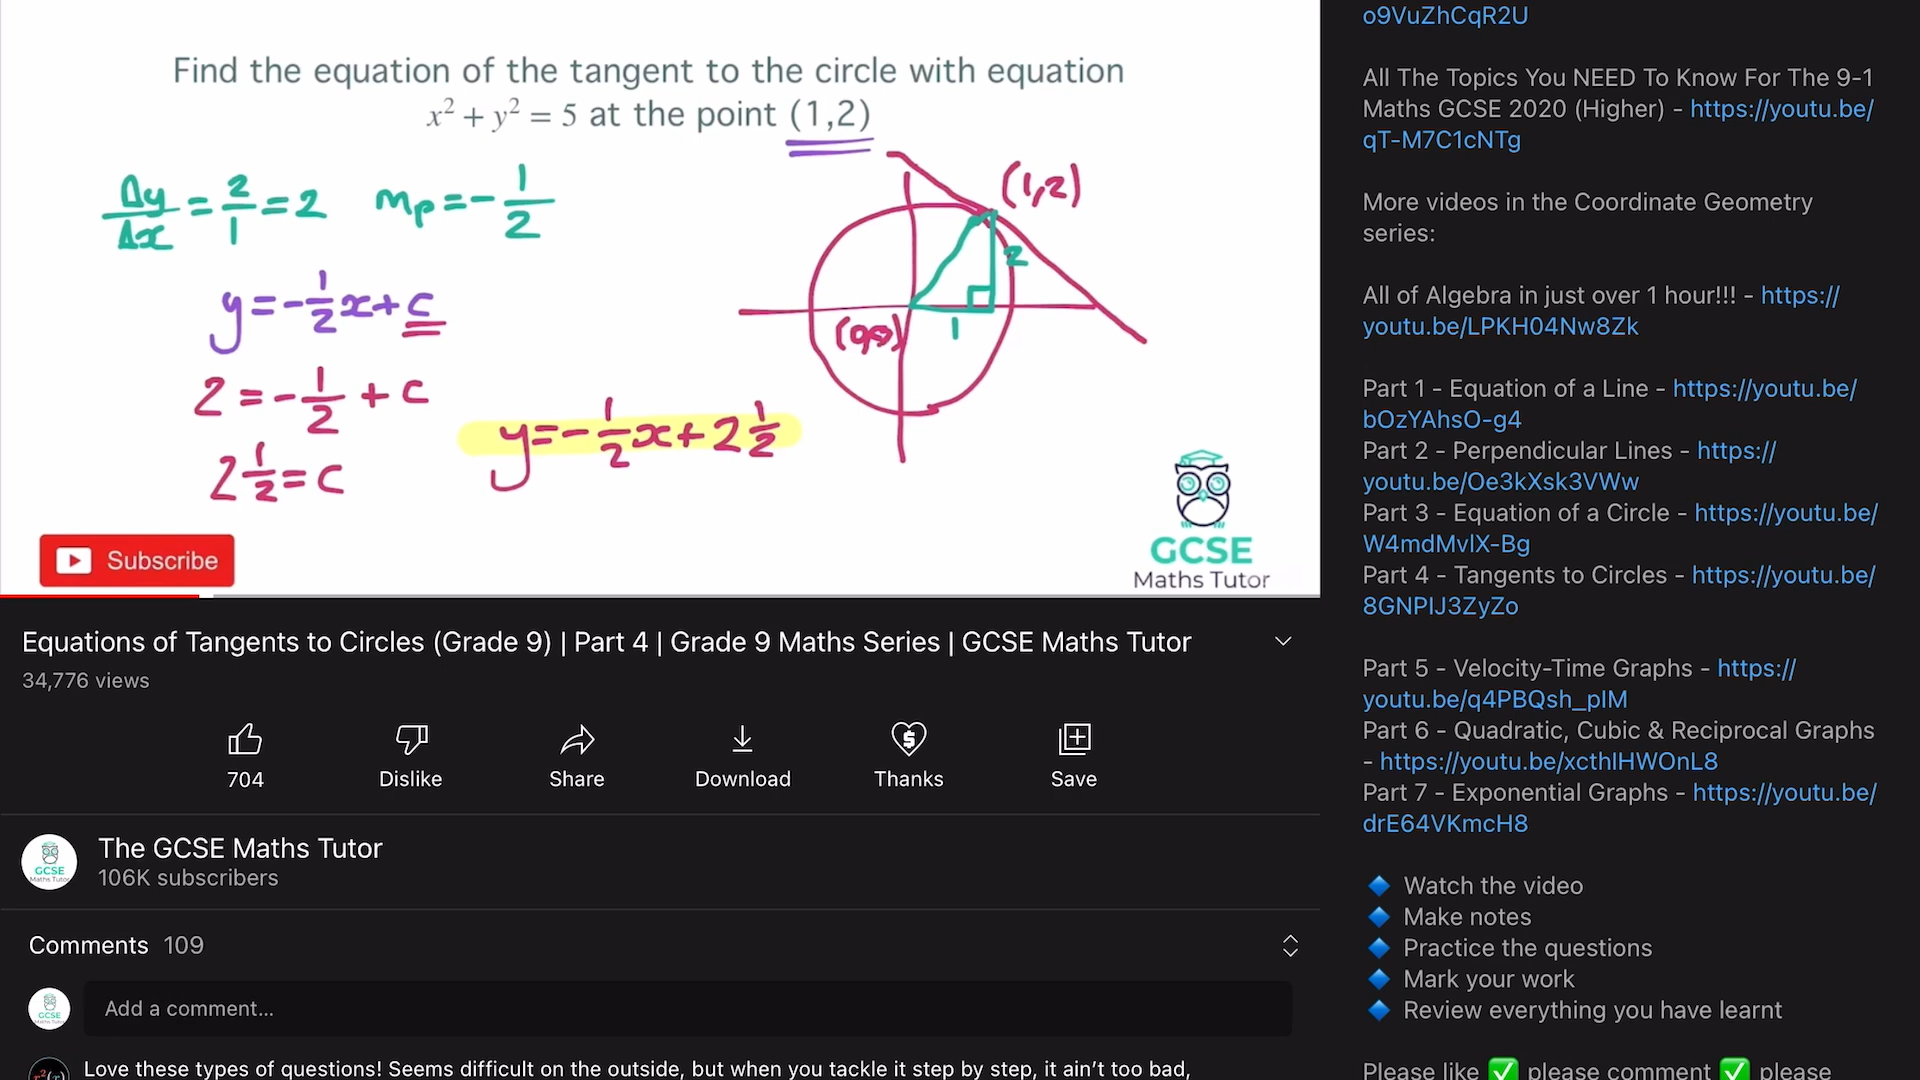 Find the equation of the tangent to the circle with equation
x² + y² = 5 at the point (1,2)
Δy/Δx = 2/1 = 2 mₚ = -1/2
y = -1/2x + c
2 = -1/2 + c
2 1/2 = c
y = -1/2x + 2 1/2
(1,2)
2
1
(0,0)
GCSE
Maths Tutor
Subscribe
Equations of Tangents to Circles (Grade 9) | Part 4 | Grade 9 Maths Series | GCSE Maths Tutor
34,776 views
704
Dislike
Share
Download
Thanks
Save
GCSE
Maths Tutor
The GCSE Maths Tutor
106K subscribers
Comments 109
GCSE
Maths Tutor
Add a comment...
Love these types of questions! Seems difficult on the outside, but when you tackle it step by step, it ain’t too bad,
o9VuZhCqR2U
All The Topics You NEED To Know For The 9-1
Maths GCSE 2020 (Higher) - https://youtu.be/
qT-M7C1cNTg
More videos in the Coordinate Geometry
series:
All of Algebra in just over 1 hour!!! - https://
youtu.be/LPKH04Nw8Zk
Part 1 - Equation of a Line - https://youtu.be/
bOzYAhsO-g4
Part 2 - Perpendicular Lines - https://
youtu.be/Oe3kXsk3VWw
Part 3 - Equation of a Circle - https://youtu.be/
W4mdMvlX-Bg
Part 4 - Tangents to Circles - https://youtu.be/
8GNPIJ3ZyZo
Part 5 - Velocity-Time Graphs - https://
youtu.be/q4PBQsh_pIM
Part 6 - Quadratic, Cubic & Reciprocal Graphs
- https://youtu.be/xcthIHWOnL8
Part 7 - Exponential Graphs - https://youtu.be/
drE64VKmcH8
🔷 Watch the video
🔷 Make notes
🔷 Practice the questions
🔷 Mark your work
🔷 Review everything you have learnt
Please like ✅ please comment ✅ please